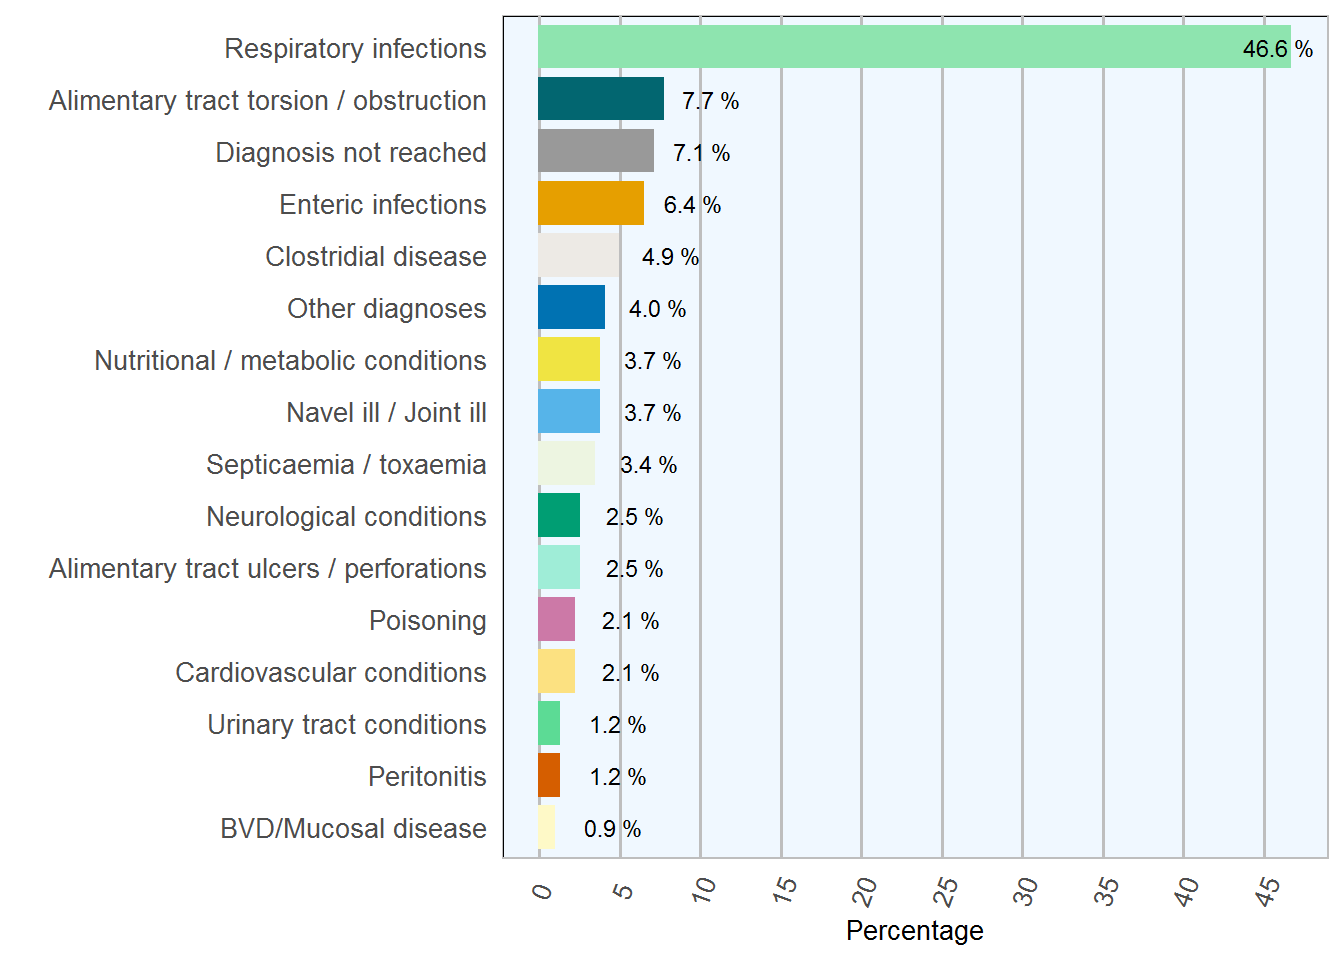 Respiratory infections 46.6 %
Alimentary tract torsion / obstruction 7.7 %
Diagnosis not reached 7.1 %
Enteric infections 6.4 %
Clostridial disease 4.9 %
Other diagnoses 4.0 %
Nutritional / metabolic conditions 3.7 %
Navel ill / Joint ill 3.7 %
Septicaemia / toxaemia 3.4 %
Neurological conditions 2.5 %
Alimentary tract ulcers / perforations 2.5 %
Poisoning 2.1 %
Cardiovascular conditions 2.1 %
Urinary tract conditions 1.2 %
Peritonitis 1.2 %
BVD/Mucosal disease 0.9 %
0 5 10 15 20 25 30 35 40 45
Percentage